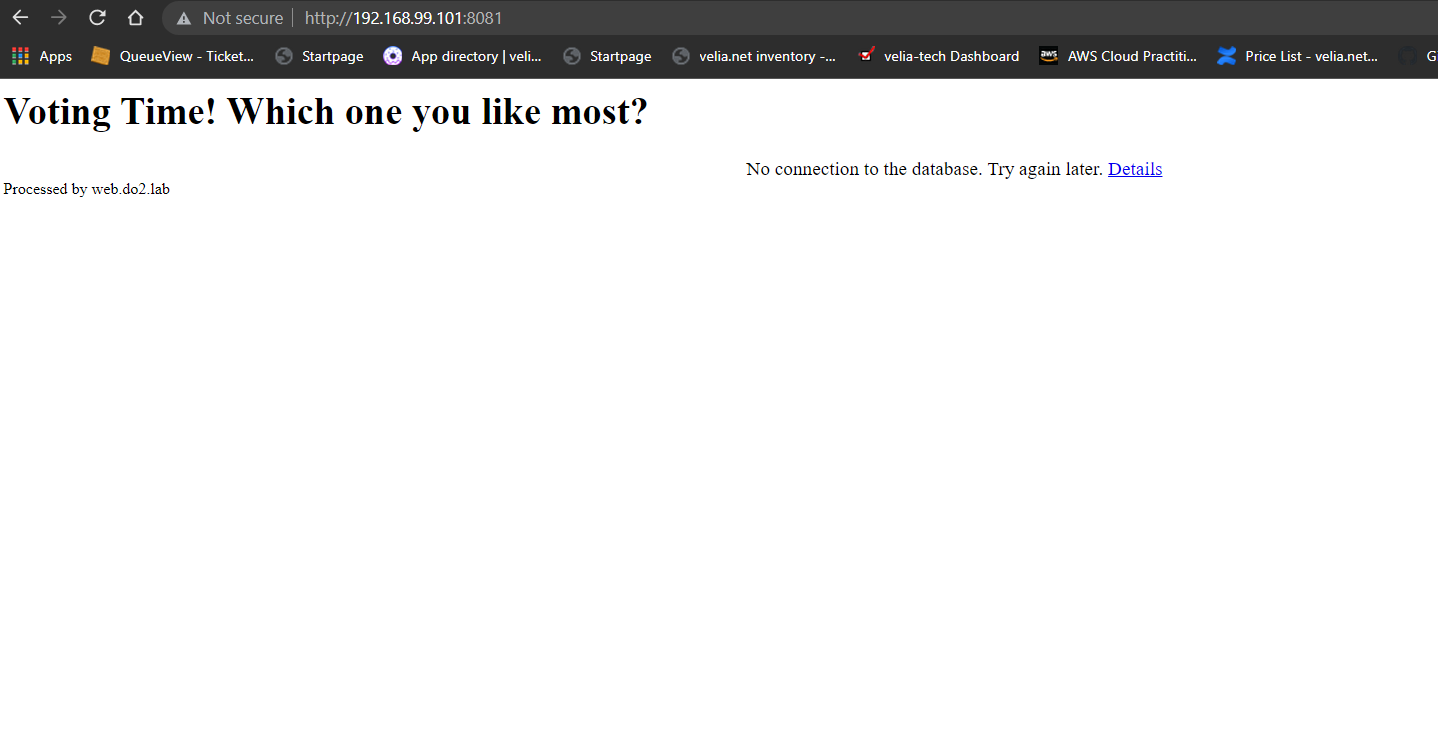 Not secure http://192.168.99.101:8081
Apps QueueView - Ticket... Startpage App directory | veli... Startpage velia.net inventory -... velia-tech Dashboard aws AWS Cloud Practiti... Price List - velia.net...
Voting Time! Which one you like most?
No connection to the database. Try again later. Details
Processed by web.do2.lab